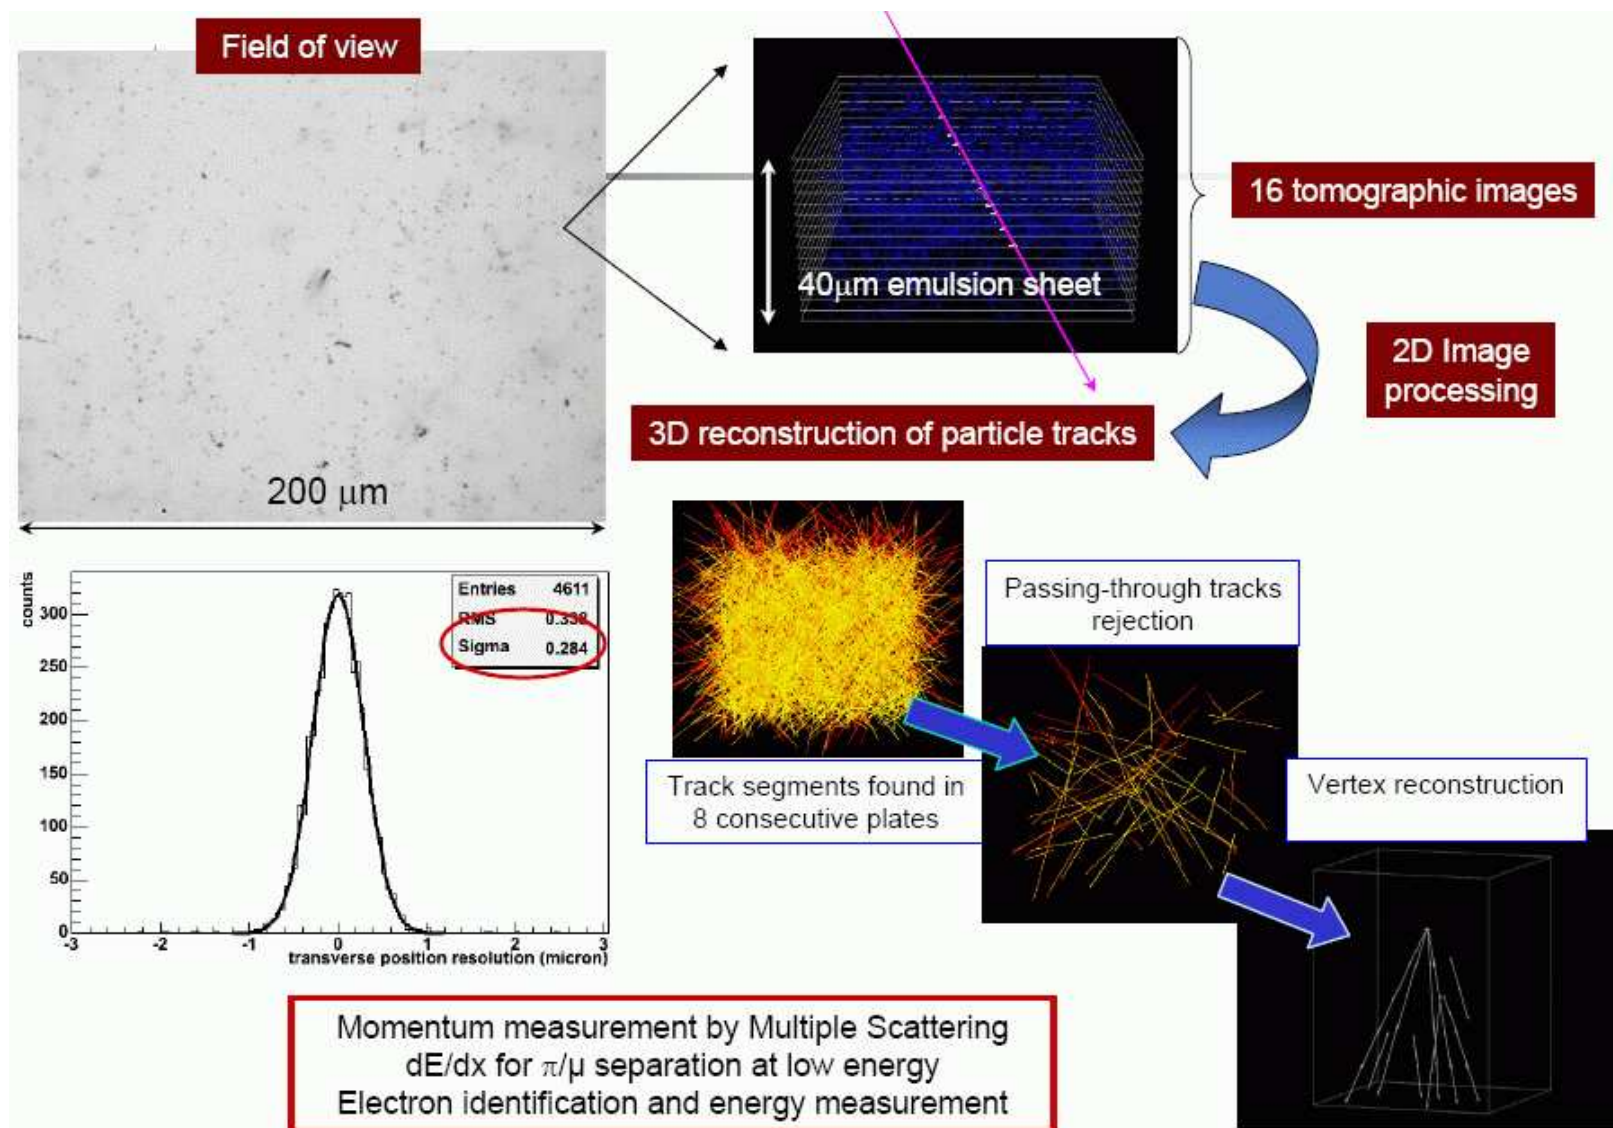 Field of view
16 tomographic images
40μm emulsion sheet
2D Image
processing
3D reconstruction of particle tracks
200 μm
counts
300
250
200
150
100
50
0
-3
-2
-1
0
1
2
3
transverse position resolution (micron)
Entries 4611
RMS 0.338
Sigma 0.284
Track segments found in
8 consecutive plates
Passing-through tracks
rejection
Vertex reconstruction
Momentum measurement by Multiple Scattering
dE/dx for π/μ separation at low energy
Electron identification and energy measurement